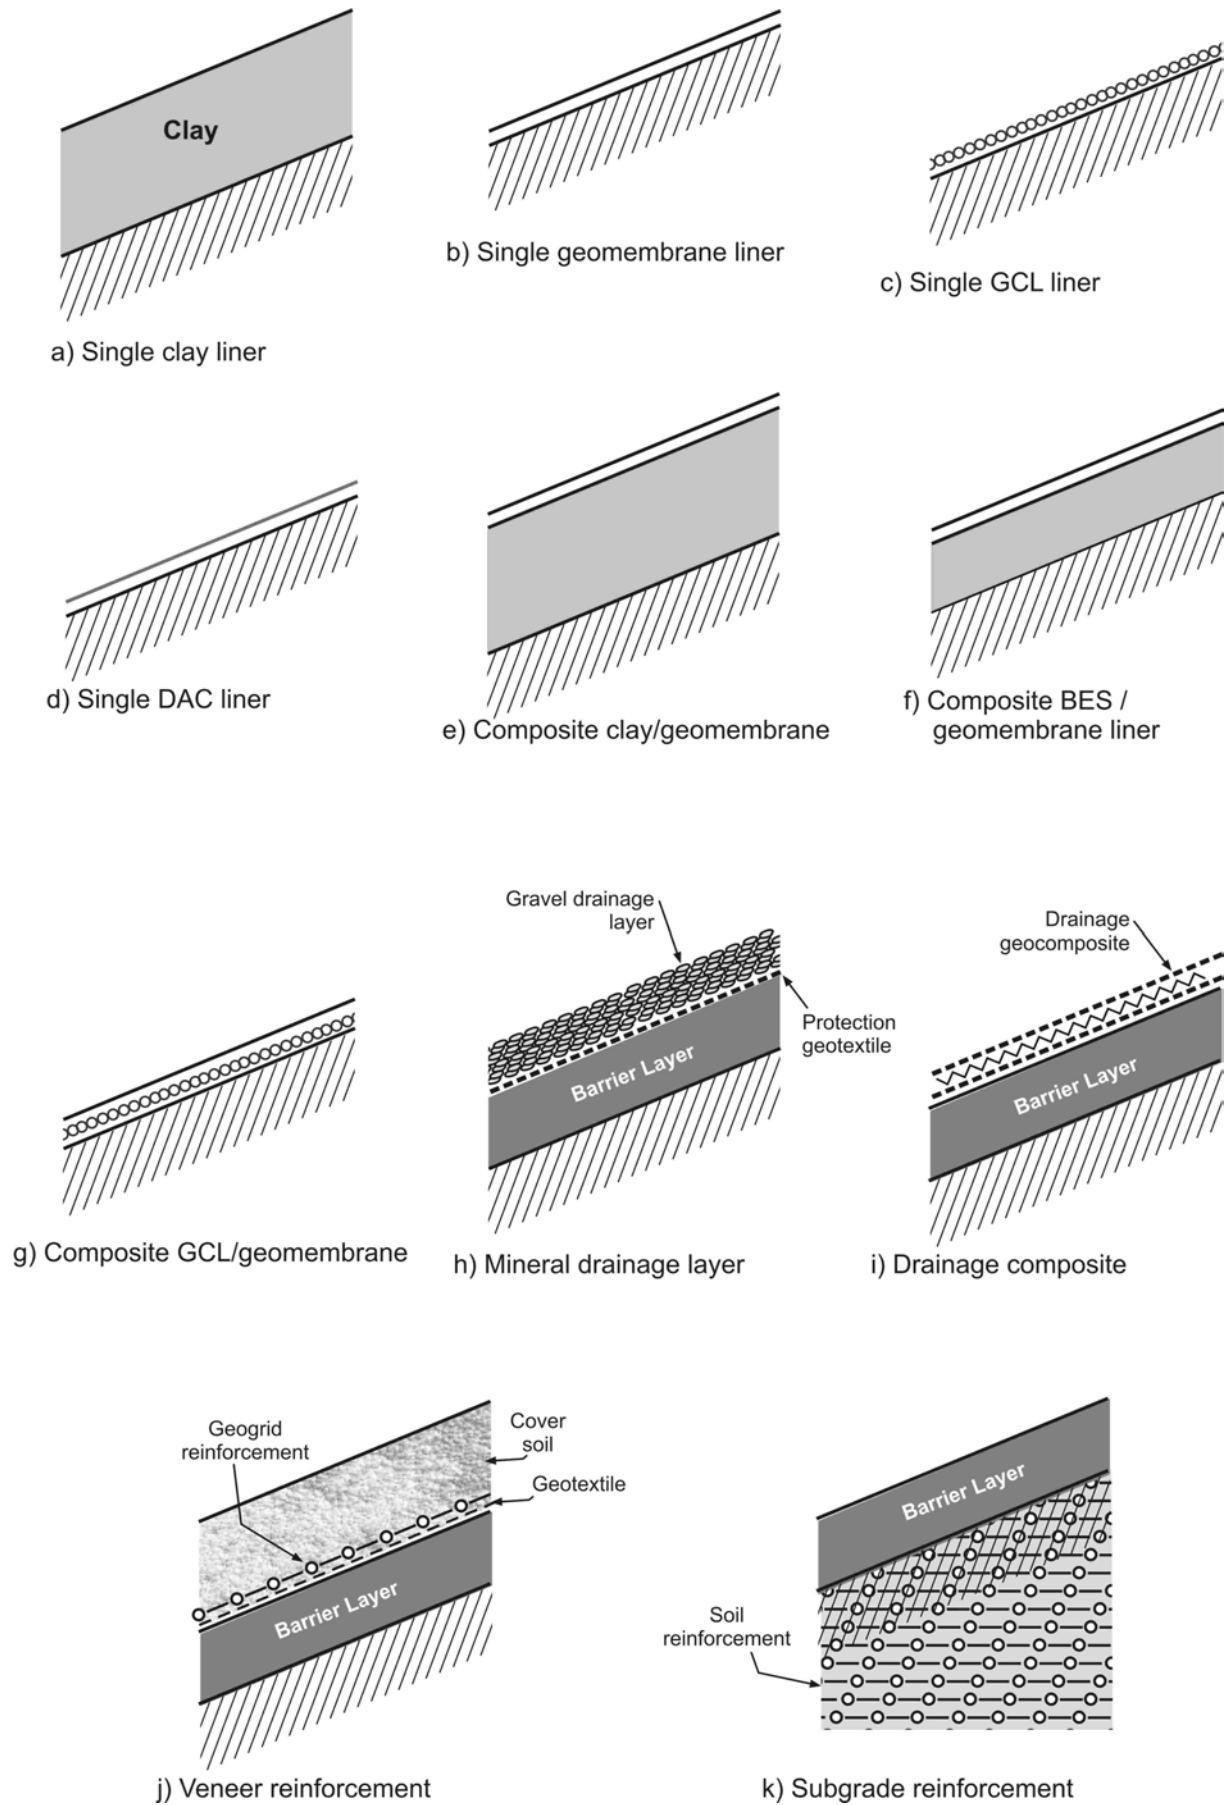 Clay
a) Single clay liner
b) Single geomembrane liner
c) Single GCL liner
d) Single DAC liner
e) Composite clay/geomembrane
f) Composite BES /
geomembrane liner
g) Composite GCL/geomembrane
Gravel drainage
layer
Protection
geotextile
Barrier Layer
h) Mineral drainage layer
Drainage
geocomposite
Barrier Layer
i) Drainage composite
Geogrid
reinforcement
Cover
soil
Geotextile
Barrier Layer
j) Veneer reinforcement
Barrier Layer
Soil
reinforcement
k) Subgrade reinforcement